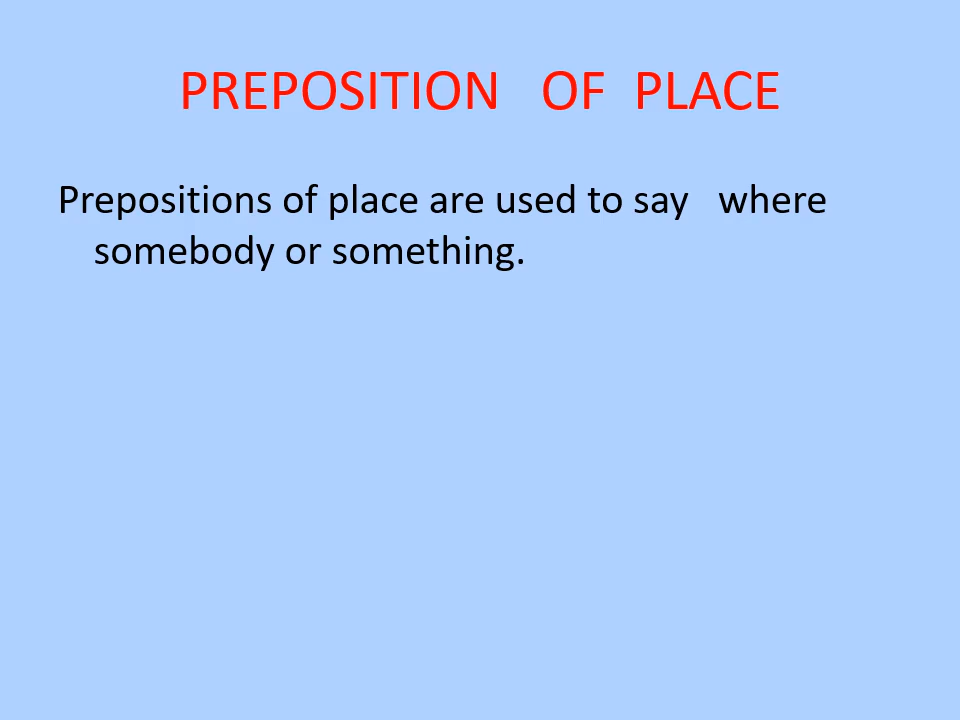 PREPOSITION   OF  PLACE
Prepositions of place are used to say   where
somebody or something.